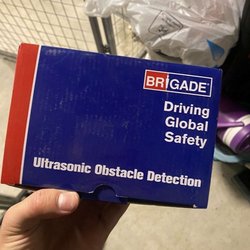 BRIGADE
Driving
Global
Safety
Ultrasonic Obstacle Detection